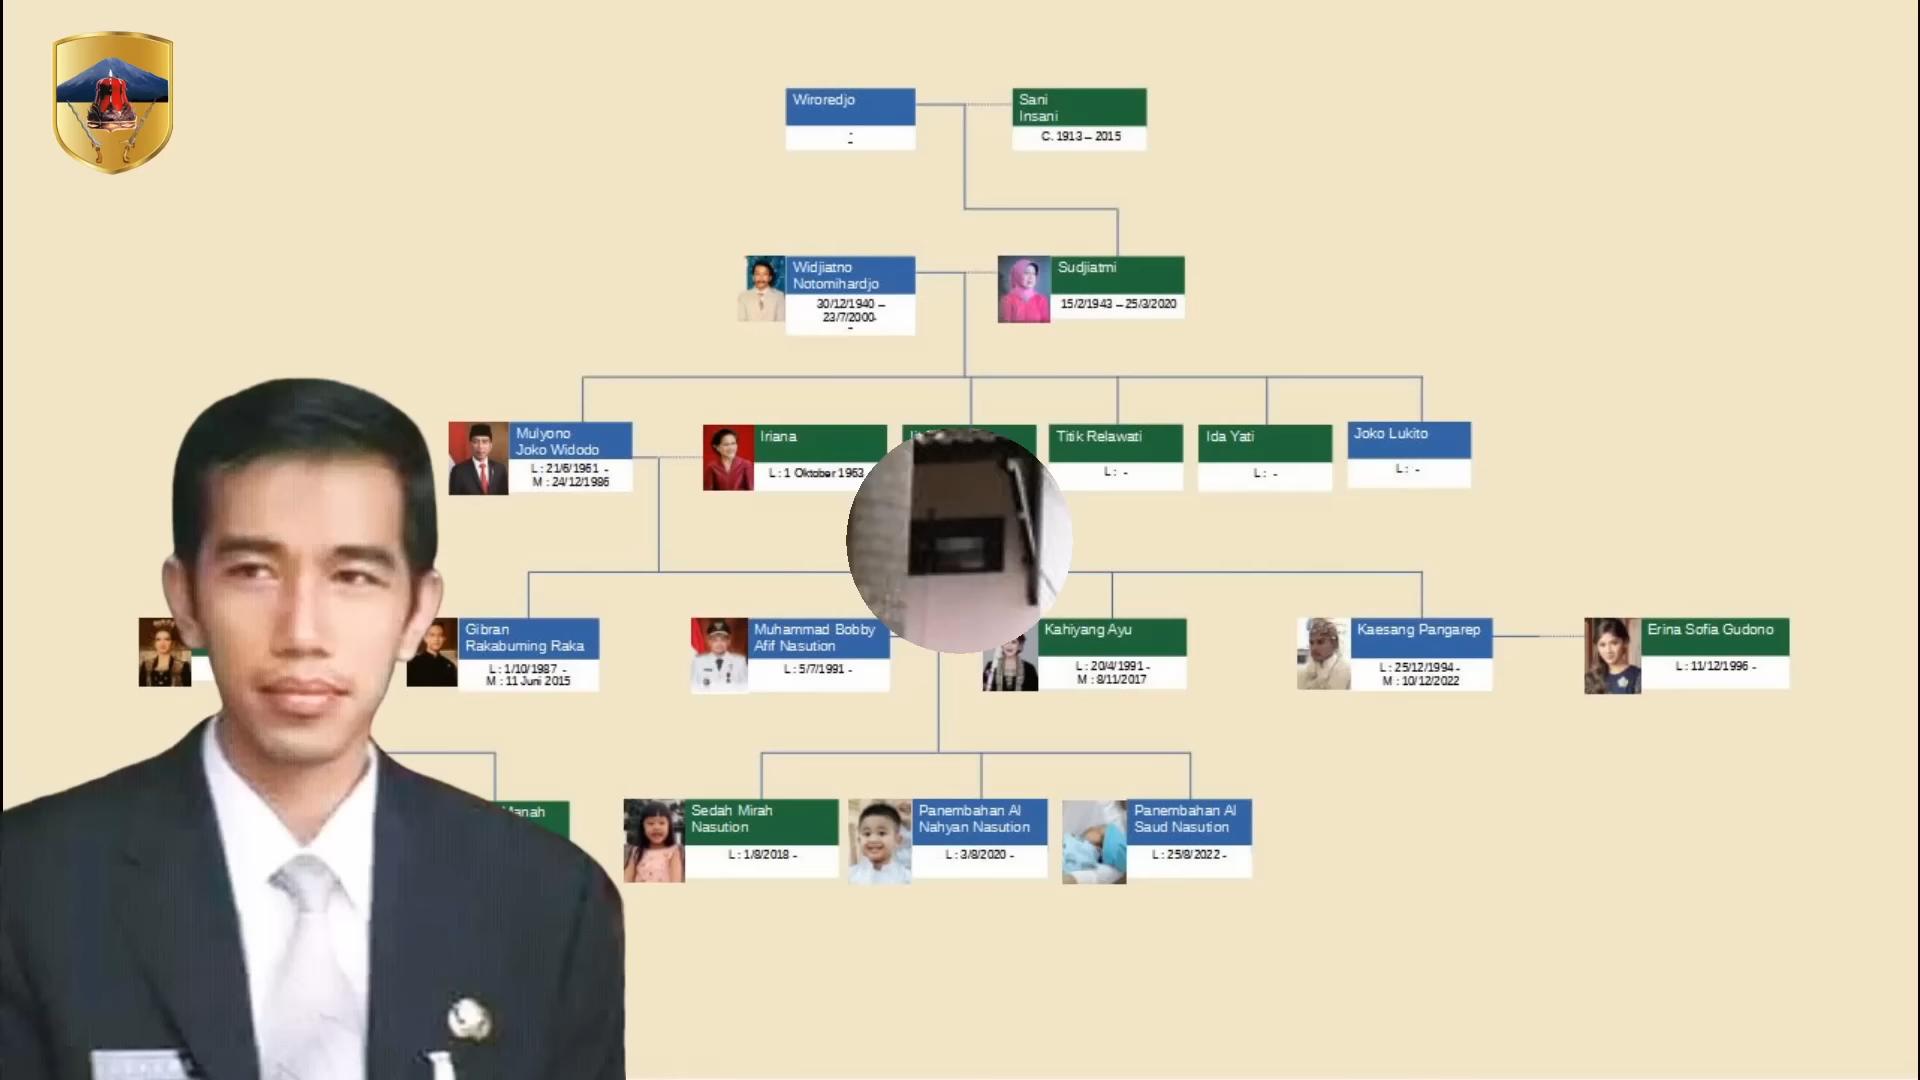 Wiroredjo
-
-
Sani
Insani
C. 1913 – 2015
Widjiatno
Notomihardjo
30/12/1940 –
23/7/2000-
-
Sudjiatmi
15/2/1943 – 25/3/2020
Mulyono
Joko Widodo
L : 21/6/1961 -
M : 24/12/1986
Iriana
L : 1 Oktober 1963
Titik Relawati
L : -
Ida Yati
L : -
Joko Lukito
L : -
Gibran
Rakabuming Raka
L : 1/10/1987 -
M : 11 Juni 2015
Muhammad Bobby
Afif Nasution
L : 5/7/1991 -
Kahiyang Ayu
L : 20/4/1991 -
M : 8/11/2017
Kaesang Pangarep
L : 25/12/1994 -
M : 10/12/2022
Erina Sofia Gudono
L : 11/12/1996 -
Manah
Sedah Mirah
Nasution
L : 1/8/2018 -
Panembahan Al
Nahyan Nasution
L : 3/8/2020 -
Panembahan Al
Saud Nasution
L : 25/8/2022 -